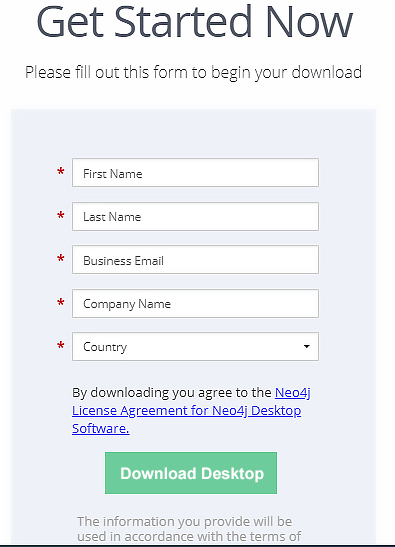 Get Started Now
Please fill out this form to begin your download
* First Name
* Last Name
* Business Email
* Company Name
* Country
By downloading you agree to the Neo4j
License Agreement for Neo4j Desktop
Software.
Download Desktop
The information you provide will be
used in accordance with the terms of